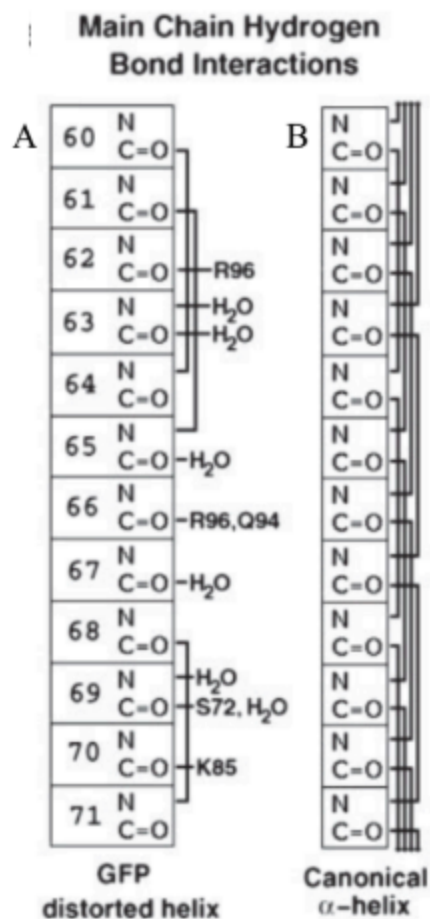 Main Chain Hydrogen
Bond Interactions
A
B
60 N
C=O
61 N
C=O
62 N
C=O R96
63 N H₂O
C=O H₂O
64 N
C=O
65 N
C=O H₂O
66 N
C=O R96,Q94
67 N
C=O H₂O
68 N
C=O
69 N H₂O
C=O S72, H₂O
70 N
C=O K85
71 N
C=O
GFP
distorted helix
N
C=O
N
C=O
N
C=O
N
C=O
N
C=O
N
C=O
N
C=O
N
C=O
N
C=O
N
C=O
N
C=O
N
C=O
Canonical
α-helix